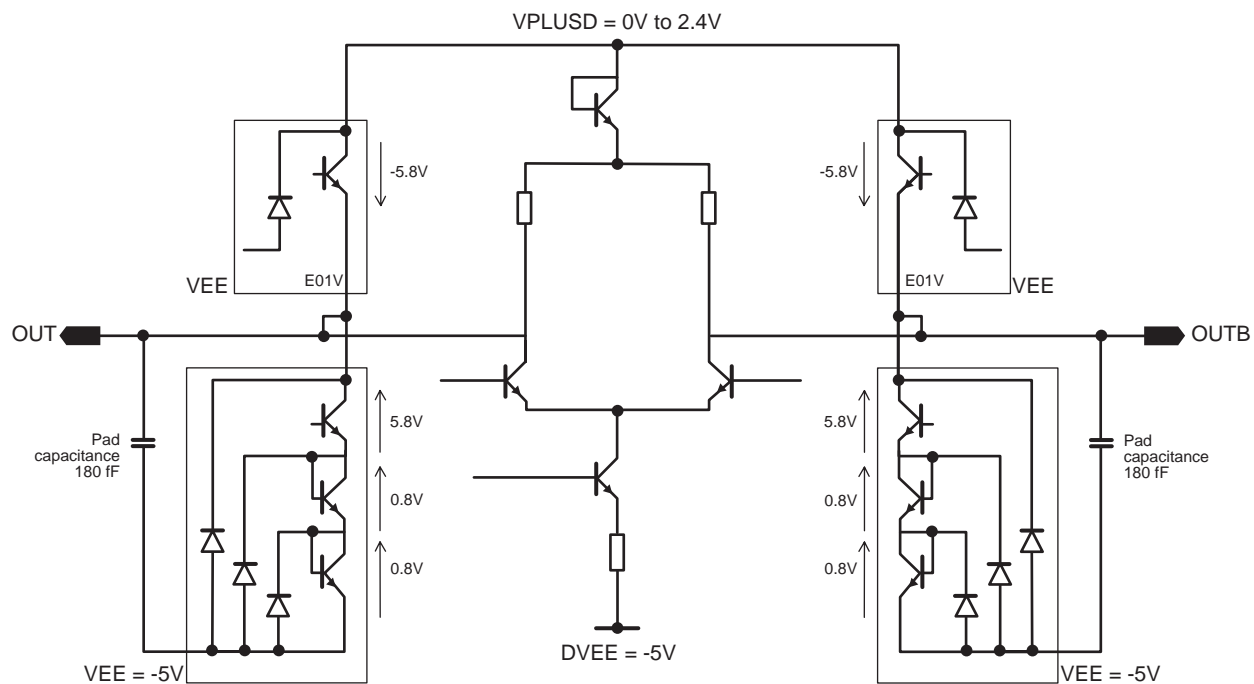 VPLUSD = 0V to 2.4V
-5.8V
-5.8V
VEE
E01V
E01V
VEE
OUT
OUTB
5.8V
5.8V
Pad
capacitance
180 fF
Pad
capacitance
180 fF
0.8V
0.8V
0.8V
0.8V
DVEE = -5V
VEE = -5V
VEE = -5V